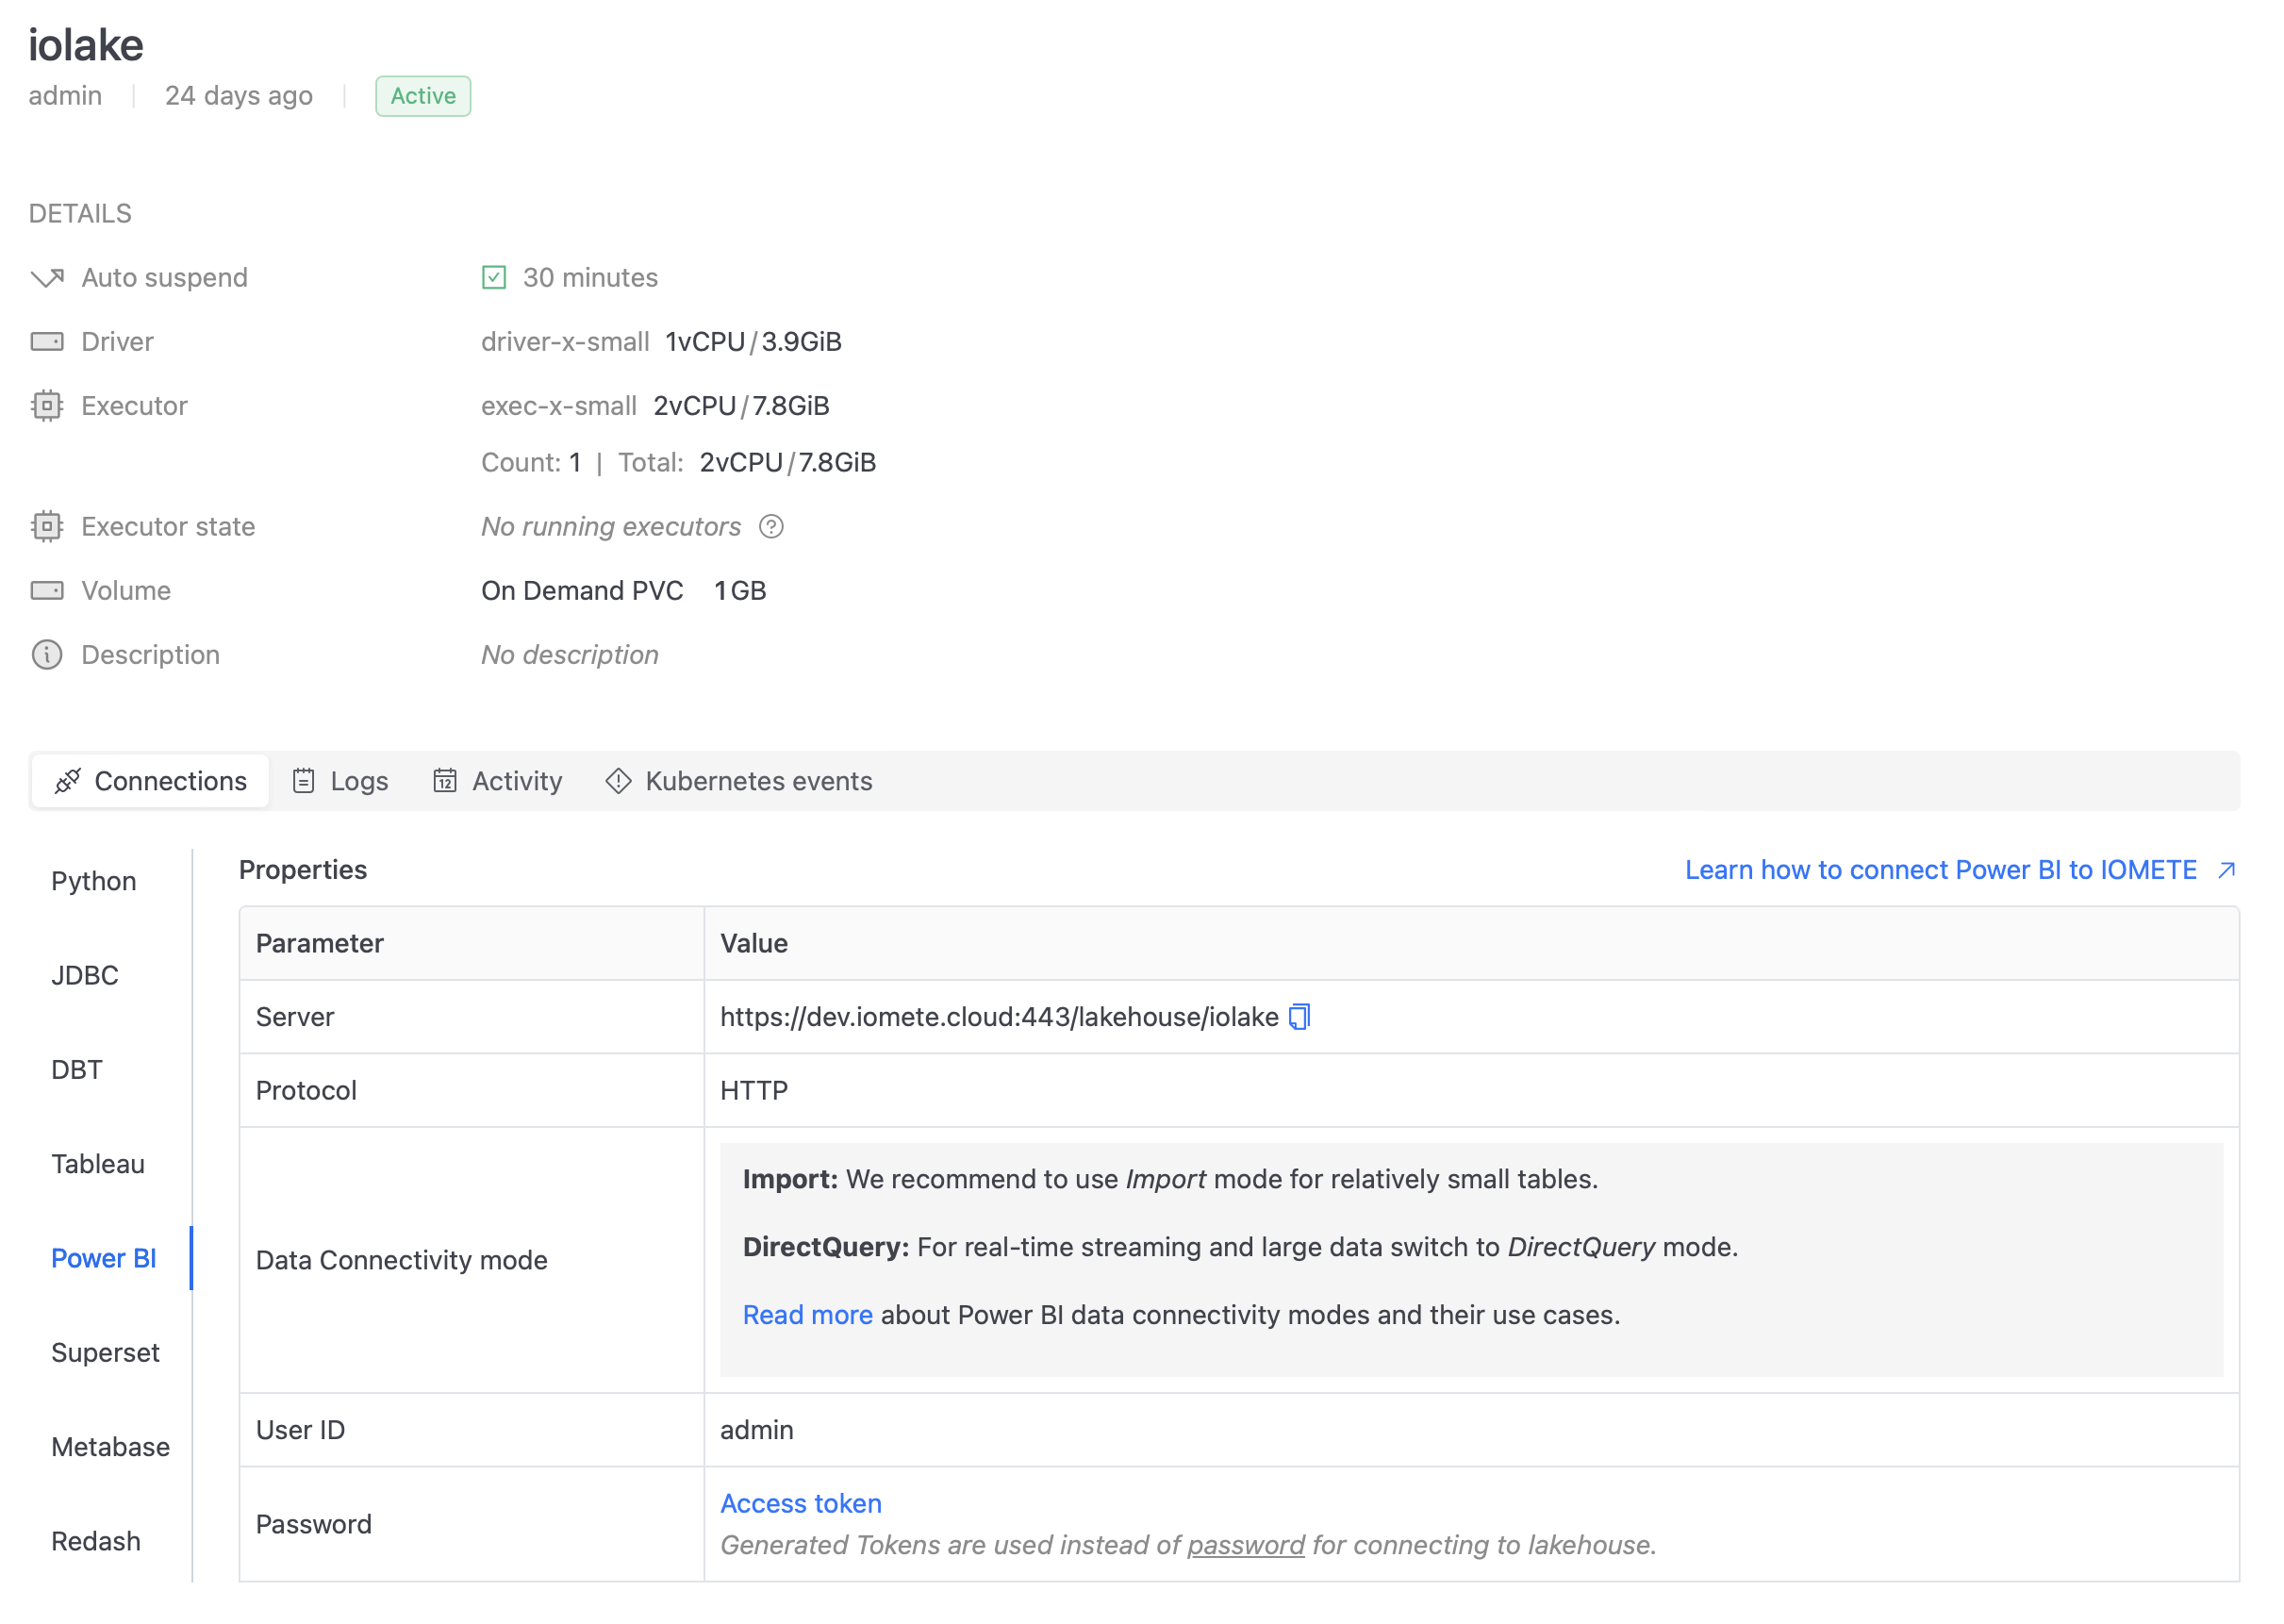 iolake
admin 24 days ago Active
DETAILS
Auto suspend 30 minutes
Driver driver-x-small 1vCPU/3.9GiB
Executor exec-x-small 2vCPU/7.8GiB
Count: 1 | Total: 2vCPU/7.8GiB
Executor state No running executors ?
Volume On Demand PVC 1GB
Description No description
Connections Logs 12 Activity Kubernetes events
Python
JDBC
DBT
Tableau
Power BI
Superset
Metabase
Redash
Properties Learn how to connect Power BI to IOMETE
Parameter Value
Server https://dev.iomete.cloud:443/lakehouse/iolake
Protocol HTTP
Data Connectivity mode
Import: We recommend to use Import mode for relatively small tables.
DirectQuery: For real-time streaming and large data switch to DirectQuery mode.
Read more about Power BI data connectivity modes and their use cases.
User ID admin
Password
Access token
Generated Tokens are used instead of password for connecting to lakehouse.